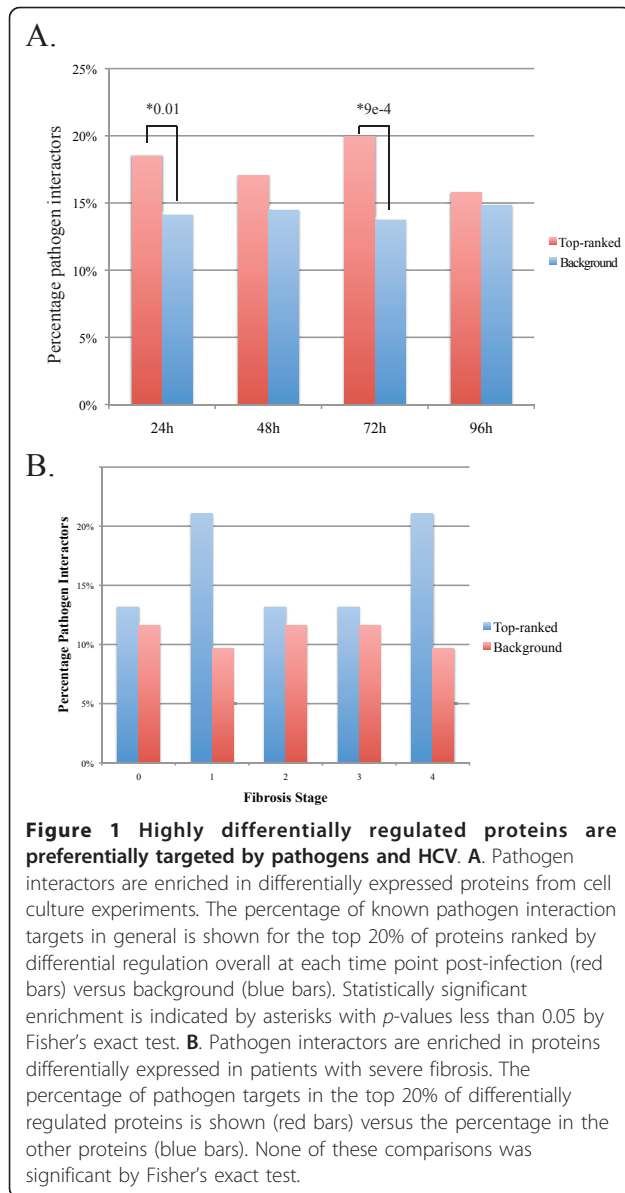 A.
25%
20%
15%
10%
5%
0%
Percentage pathogen interactors
*0.01
*9e-4
Top-ranked
Background
24h 48h 72h 96h
B.
20%
15%
10%
5%
0%
Percentage Pathogen Interactors
Top-ranked
Background
0 1 2 3 4
Fibrosis Stage
Figure 1 Highly differentially regulated proteins are
preferentially targeted by pathogens and HCV. A. Pathogen
interactors are enriched in differentially expressed proteins from cell
culture experiments. The percentage of known pathogen interaction
targets in general is shown for the top 20% of proteins ranked by
differential regulation overall at each time point post-infection (red
bars) versus background (blue bars). Statistically significant
enrichment is indicated by asterisks with p-values less than 0.05 by
Fisher's exact test. B. Pathogen interactors are enriched in proteins
differentially expressed in patients with severe fibrosis. The
percentage of pathogen targets in the top 20% of differentially
regulated proteins is shown (red bars) versus the percentage in the
other proteins (blue bars). None of these comparisons was
significant by Fisher's exact test.